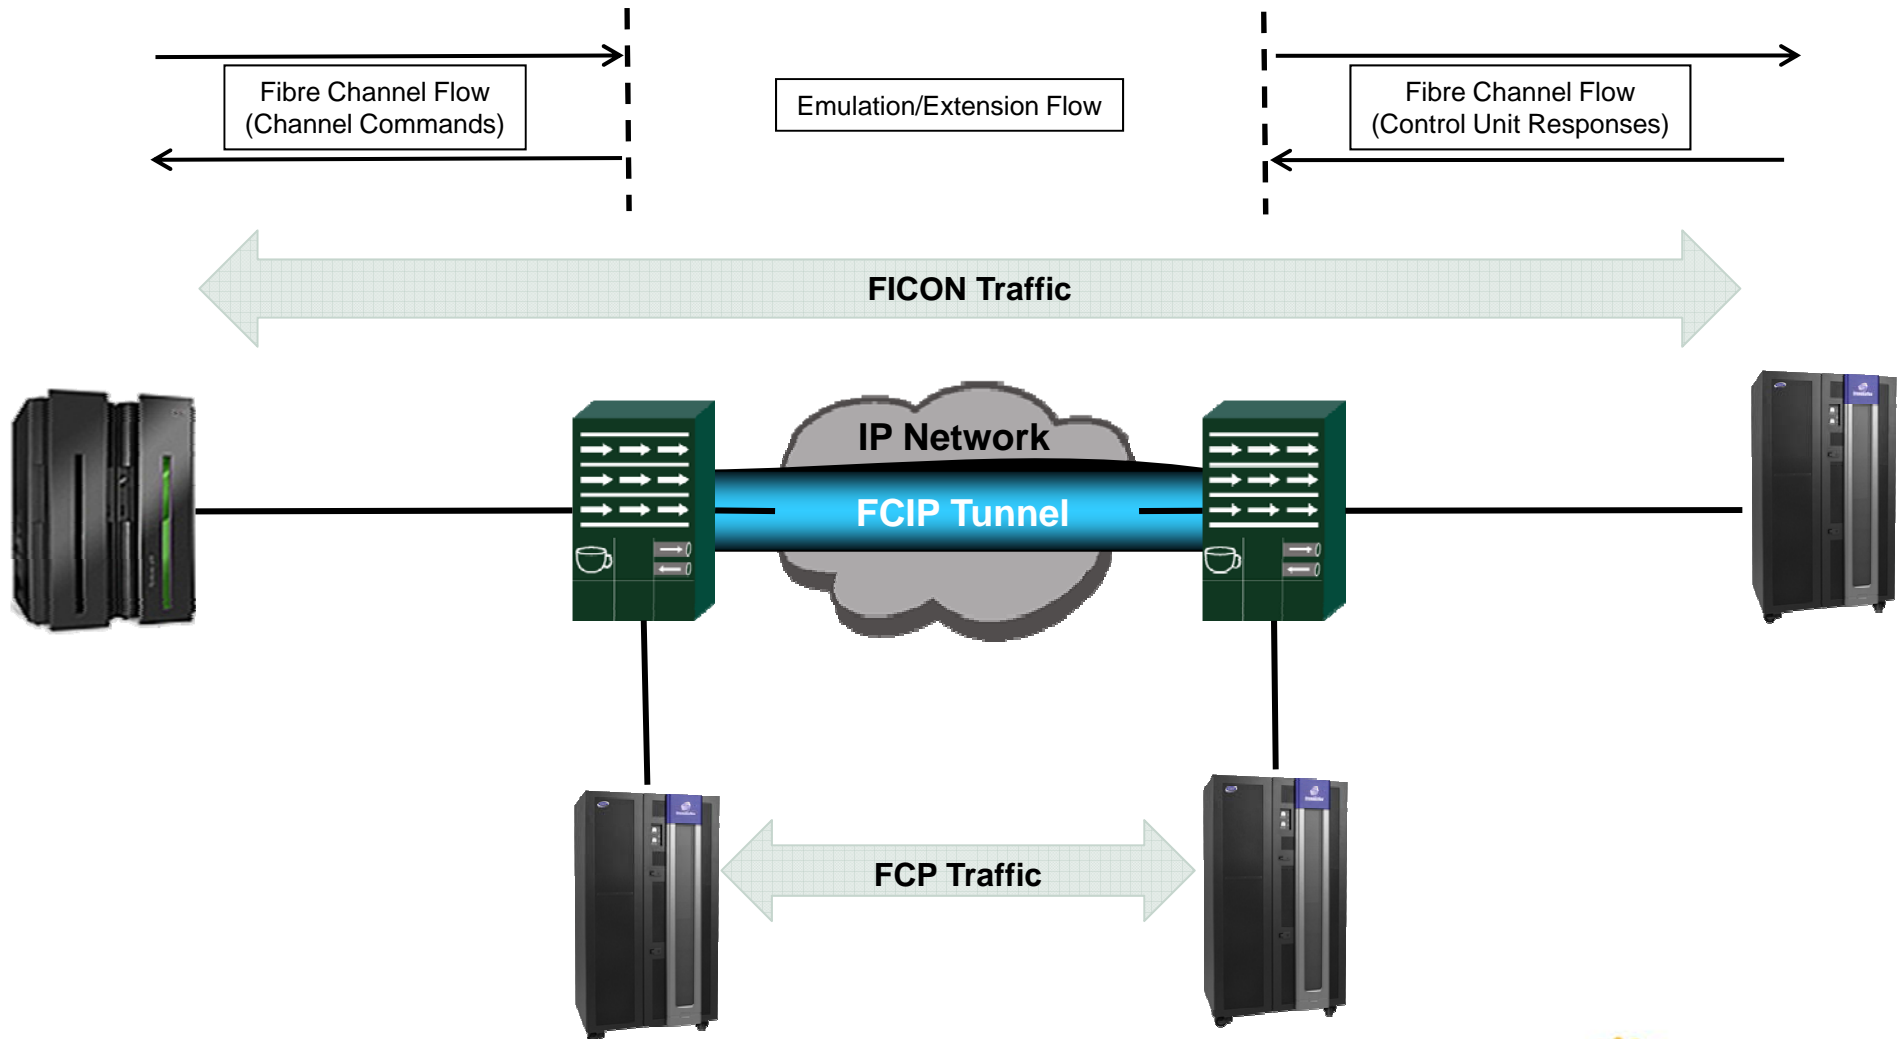 Fibre Channel Flow
(Channel Commands)
Emulation/Extension Flow
Fibre Channel Flow
(Control Unit Responses)
FICON Traffic
IP Network
FCIP Tunnel
FCP Traffic